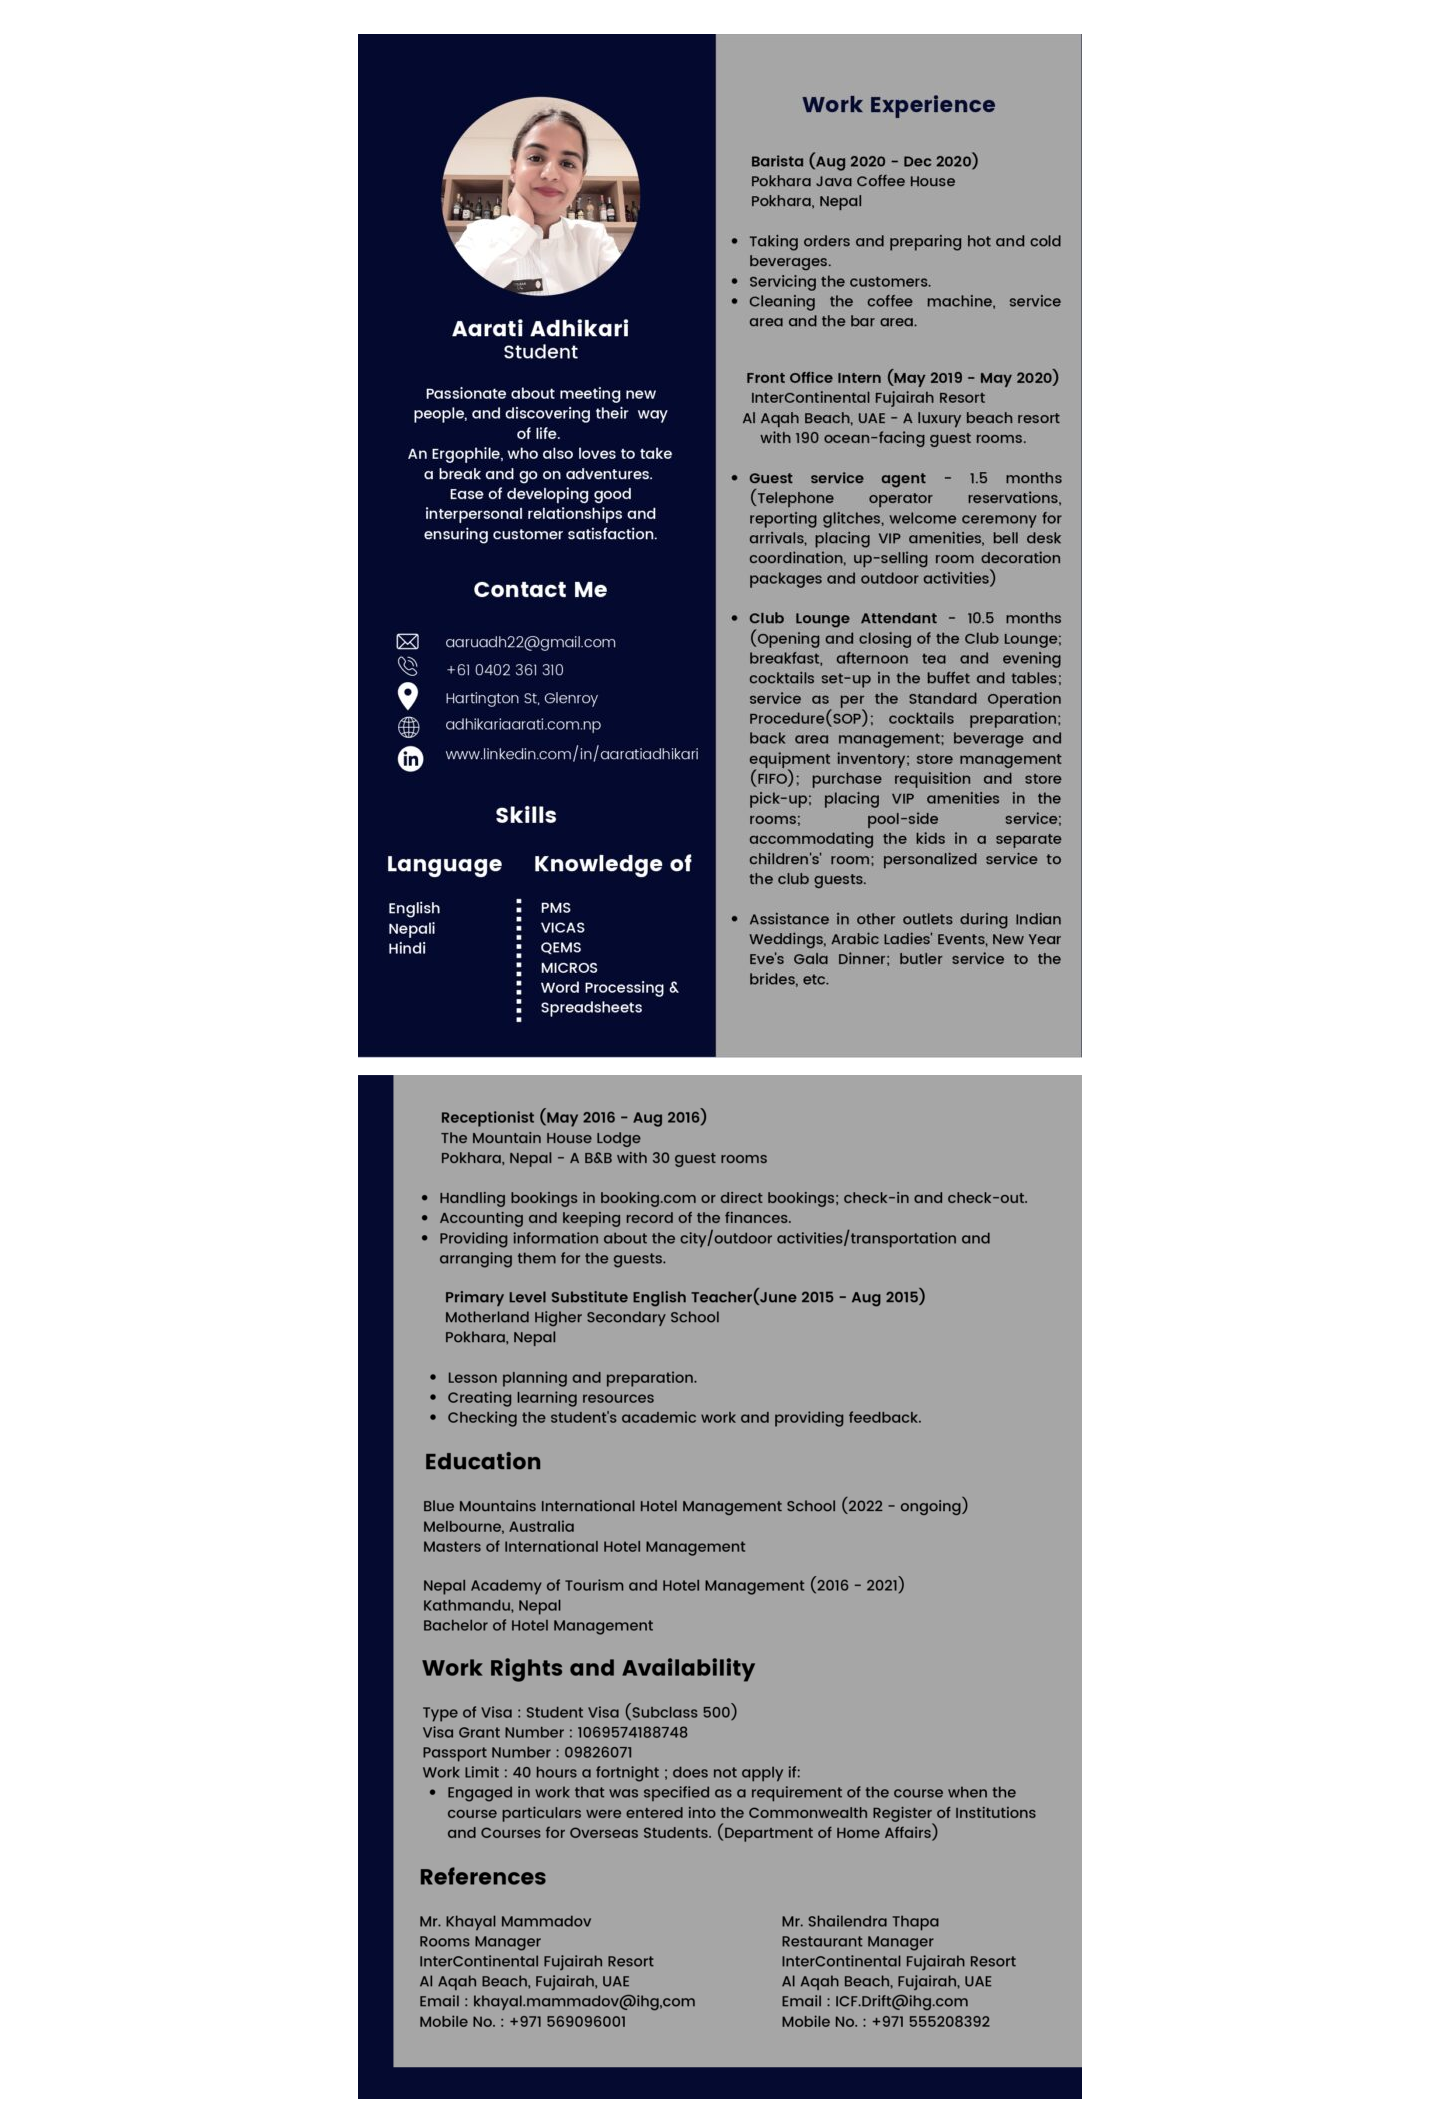 Aarati Adhikari
Student
Passionate about meeting new
people, and discovering their way
of life.
An Ergophile, who also loves to take
a break and go on adventures.
Ease of developing good
interpersonal relationships and
ensuring customer satisfaction.
Contact Me
aaruadh22@gmail.com
+61 0402 361 310
Hartington St, Glenroy
adhikariaarati.com.np
in
www.linkedin.com/in/aaratiadhikari
Skills
Language
English
Nepali
Hindi
Knowledge of
PMS
VICAS
QEMS
MICROS
Word Processing &
Spreadsheets
Work Experience
Barista (Aug 2020 - Dec 2020)
Pokhara Java Coffee House
Pokhara, Nepal
• Taking orders and preparing hot and cold
beverages.
• Servicing the customers.
• Cleaning the coffee machine, service
area and the bar area.
Front Office Intern (May 2019 - May 2020)
InterContinental Fujairah Resort
Al Aqah Beach, UAE - A luxury beach resort
with 190 ocean-facing guest rooms.
• Guest service agent - 1.5 months
(Telephone operator reservations,
reporting glitches, welcome ceremony for
arrivals, placing VIP amenities, bell desk
coordination, up-selling room decoration
packages and outdoor activities)
• Club Lounge Attendant - 10.5 months
(Opening and closing of the Club Lounge;
breakfast, afternoon tea and evening
cocktails set-up in the buffet and tables;
service as per the Standard Operation
Procedure(SOP); cocktails preparation;
back area management; beverage and
equipment inventory; store management
(FIFO); purchase requisition and store
pick-up; placing VIP amenities in the
rooms; pool-side service;
accommodating the kids in a separate
children's' room; personalized service to
the club guests.
• Assistance in other outlets during Indian
Weddings, Arabic Ladies' Events, New Year
Eve's Gala Dinner; butler service to the
brides, etc.
Receptionist (May 2016 - Aug 2016)
The Mountain House Lodge
Pokhara, Nepal - A B&B with 30 guest rooms
• Handling bookings in booking.com or direct bookings; check-in and check-out.
• Accounting and keeping record of the finances.
• Providing information about the city/outdoor activities/transportation and
arranging them for the guests.
Primary Level Substitute English Teacher(June 2015 - Aug 2015)
Motherland Higher Secondary School
Pokhara, Nepal
• Lesson planning and preparation.
• Creating learning resources
• Checking the student's academic work and providing feedback.
Education
Blue Mountains International Hotel Management School (2022 - ongoing)
Melbourne, Australia
Masters of International Hotel Management
Nepal Academy of Tourism and Hotel Management (2016 - 2021)
Kathmandu, Nepal
Bachelor of Hotel Management
Work Rights and Availability
Type of Visa : Student Visa (Subclass 500)
Visa Grant Number : 1069574188748
Passport Number : 09826071
Work Limit : 40 hours a fortnight ; does not apply if:
• Engaged in work that was specified as a requirement of the course when the
course particulars were entered into the Commonwealth Register of Institutions
and Courses for Overseas Students. (Department of Home Affairs)
References
Mr. Khayal Mammadov
Rooms Manager
InterContinental Fujairah Resort
Al Aqah Beach, Fujairah, UAE
Email : khayal.mammadov@ihg,com
Mobile No. : +971 569096001
Mr. Shailendra Thapa
Restaurant Manager
InterContinental Fujairah Resort
Al Aqah Beach, Fujairah, UAE
Email : ICF.Drift@ihg.com
Mobile No. : +971 555208392